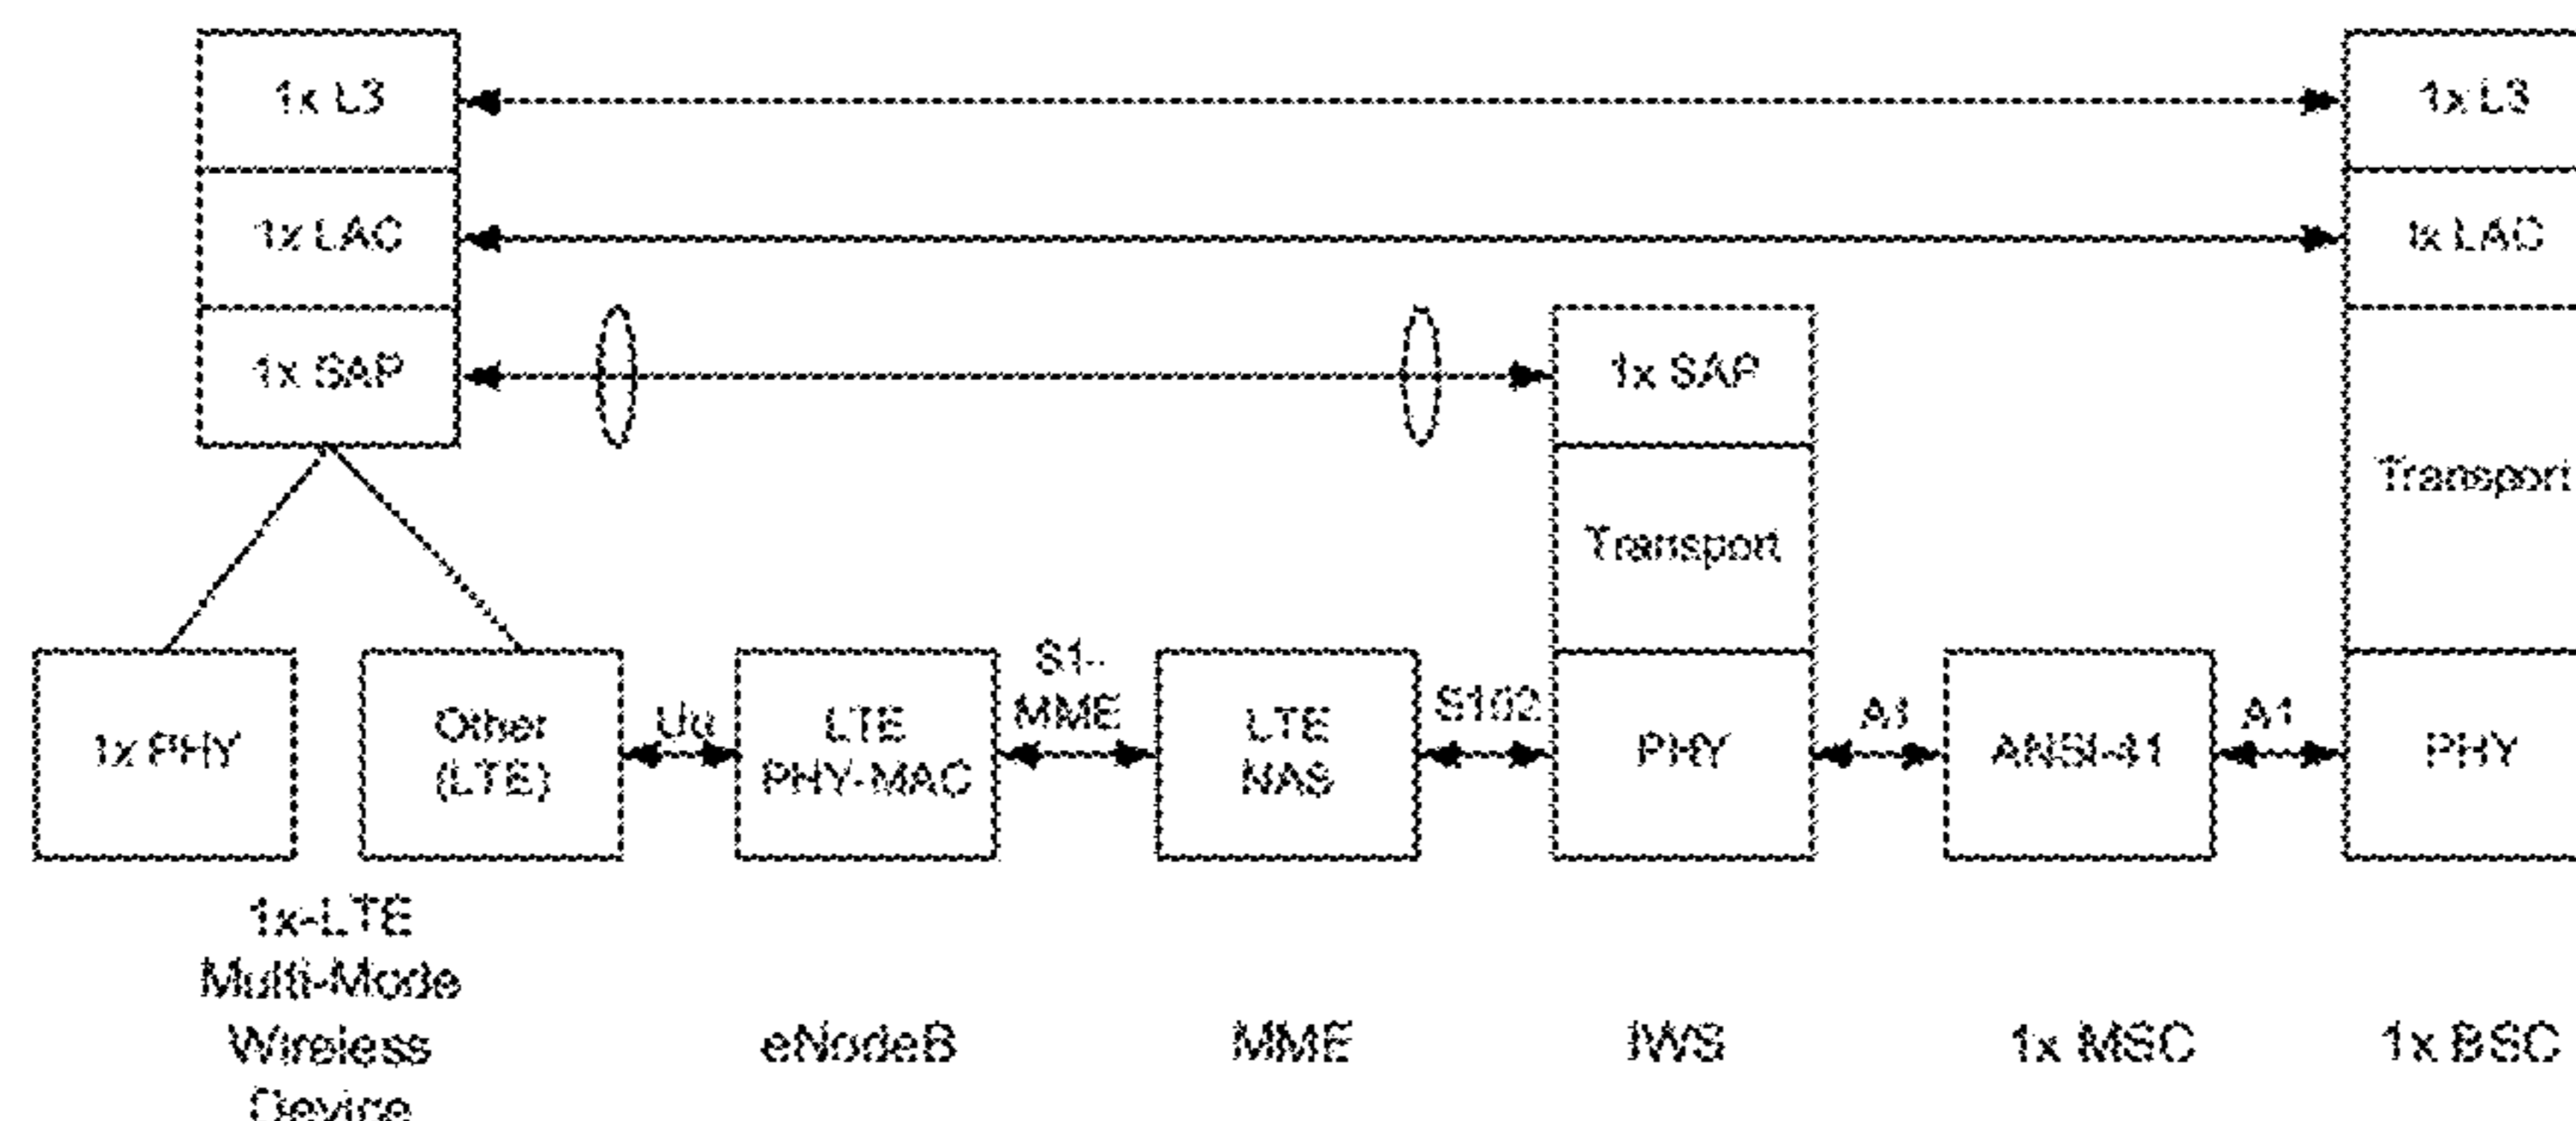 1x L3
1x L3
1x LAC
1x LAC
1x SAP
1x SAP
Transport
Transport
1x PHY
Other
(LTE)
Uu
LTE
PHY-MAC
S1-
MME
LTE
NAS
S102
PHY
A1
ANSI-41
A1
PHY
1x-LTE
Multi-Mode
Wireless
Device
eNodeB
MME
IWS
1x MSC
1x BSC